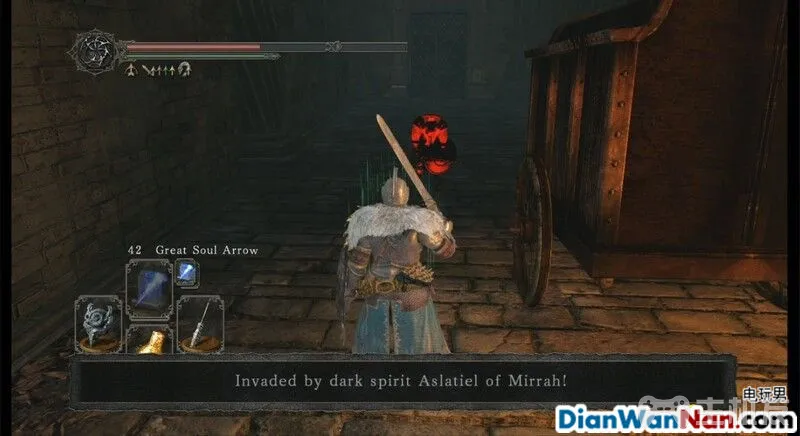 42 Great Soul Arrow
Invaded by dark spirit Aslatiel of Mirrah!
电玩男
DianWanNan.com